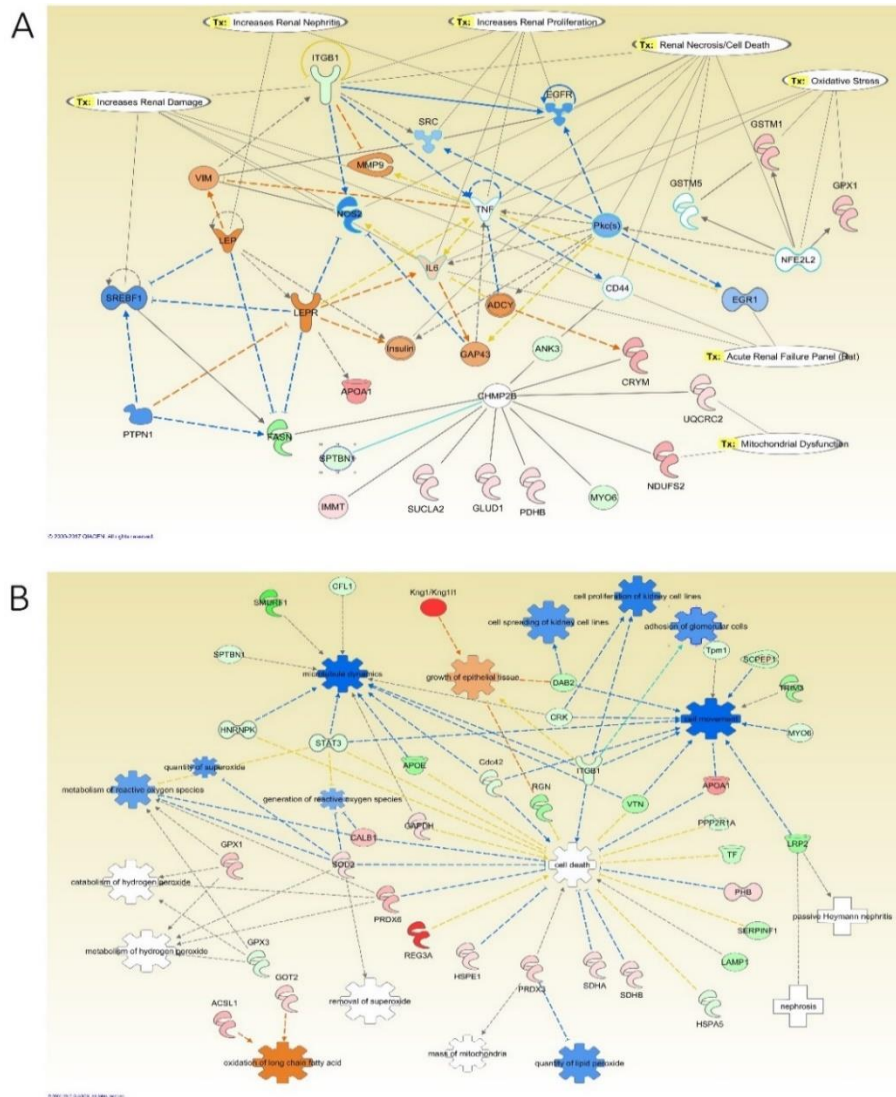 A
Tx: Increases Renal Nephritis
Tx: Increases Renal Proliferation
Tx: Renal Necrosis/Cell Death
Tx: Oxidative Stress
Tx: Increases Renal Damage
ITGB1
EGFR
SRC
GSTM1
MMP9
VIM
GSTM5
GPX1
NOS2
TNF
Pkc(s)
LEP
NFE2L2
IL6
CD44
SREBF1
ADCY
EGR1
LEPR
Insulin
GAP43
ANK3
Tx: Acute Renal Failure Panel (Rat)
APOA1
CRYM
CHMP2B
UQCRC2
PTPN1
FASN
Tx: Mitochondrial Dysfunction
SPTBN1
NDUFS2
IMMT
SUCLA2
GLUD1
PDHB
MYO6
© 2000-2017 QIAGEN. All rights reserved.
B
CFL1
Kng1/Kng1l1
cell proliferation of kidney cell lines
SMURF1
cell spreading of kidney cell lines
adhesion of glomerular cells
Tpm1
SCPEP1
SPTBN1
microtubule dynamics
growth of epithelial tissue
DAB2
TRIM3
HNRNPK
CRK
cell movement
MYO6
STAT3
quantity of superoxide
APOE
Cdc42
ITGB1
metabolism of reactive oxygen species
RGN
APOA1
generation of reactive oxygen species
VTN
GAPDH
PPP2R1A
CALB1
LRP2
GPX1
SOD2
cell death
TF
catabolism of hydrogen peroxide
PHB
PRDX6
passive Heymann nephritis
REG3A
SERPINF1
metabolism of hydrogen peroxide
GPX3
LAMP1
HSPE1
SDHA
SDHB
GOT2
PRDX3
ACSL1
removal of superoxide
HSPA5
nephrosis
oxidation of long chain fatty acid
mass of mitochondria
quantity of lipid peroxide